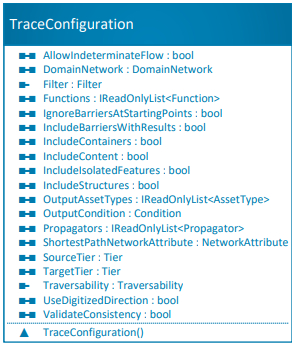 TraceConfiguration
AllowIndeterminateFlow : bool
DomainNetwork : DomainNetwork
Filter : Filter
Functions : IReadOnlyList<Function>
IgnoreBarriersAtStartingPoints : bool
IncludeBarriersWithResults : bool
IncludeContainers : bool
IncludeContent : bool
IncludeIsolatedFeatures : bool
IncludeStructures : bool
OutputAssetTypes : IReadOnlyList<AssetType>
OutputCondition : Condition
Propagators : IReadOnlyList<Propagator>
ShortestPathNetworkAttribute : NetworkAttribute
SourceTier : Tier
TargetTier : Tier
Traversability : Traversability
UseDigitizedDirection : bool
ValidateConsistency : bool
TraceConfiguration()